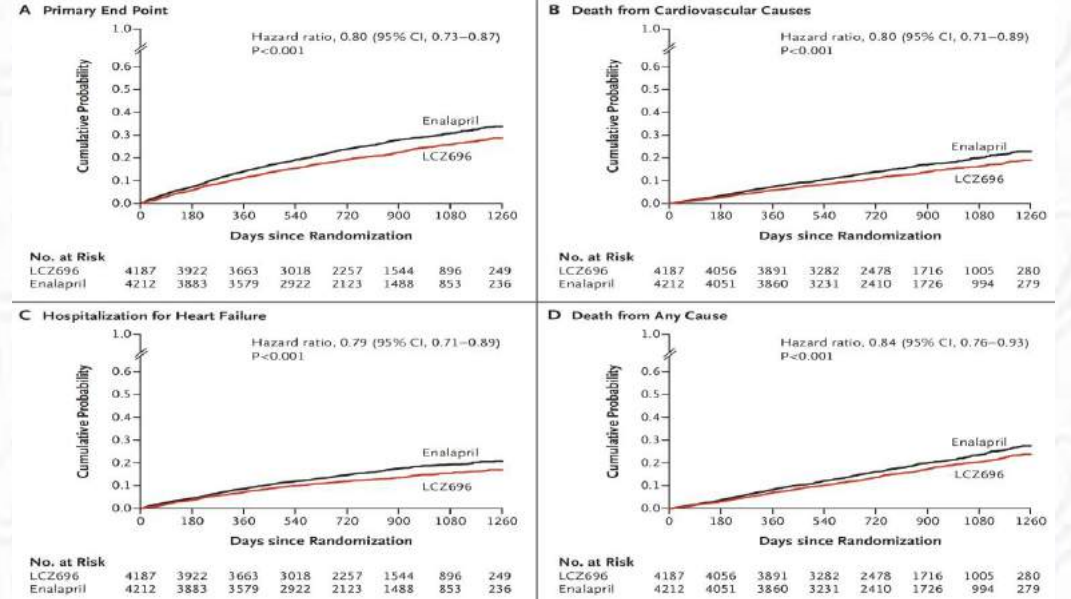 A Primary End Point
Hazard ratio, 0.80 (95% CI, 0.73–0.87)
P<0.001
Cumulative Probability
1.0
0.6
0.5
0.4
0.3
0.2
0.1
0.0
Enalapril
LCZ696
0 180 360 540 720 900 1080 1260
Days since Randomization
No. at Risk
LCZ696 4187 3922 3663 3018 2257 1544 896 249
Enalapril 4212 3883 3579 2922 2123 1488 853 236
B Death from Cardiovascular Causes
Hazard ratio, 0.80 (95% CI, 0.71–0.89)
P<0.001
Cumulative Probability
1.0
0.6
0.5
0.4
0.3
0.2
0.1
0.0
Enalapril
LCZ696
0 180 360 540 720 900 1080 1260
Days since Randomization
No. at Risk
LCZ696 4187 4056 3891 3282 2478 1716 1005 280
Enalapril 4212 4051 3860 3231 2410 1726 994 279
C Hospitalization for Heart Failure
Hazard ratio, 0.79 (95% CI, 0.71–0.89)
P<0.001
Cumulative Probability
1.0
0.6
0.5
0.4
0.3
0.2
0.1
0.0
Enalapril
LCZ696
0 180 360 540 720 900 1080 1260
Days since Randomization
No. at Risk
LCZ696 4187 3922 3663 3018 2257 1544 896 249
Enalapril 4212 3883 3579 2922 2123 1488 853 236
D Death from Any Cause
Hazard ratio, 0.84 (95% CI, 0.76–0.93)
P<0.001
Cumulative Probability
1.0
0.6
0.5
0.4
0.3
0.2
0.1
0.0
Enalapril
LCZ696
0 180 360 540 720 900 1080 1260
Days since Randomization
No. at Risk
LCZ696 4187 4056 3891 3282 2478 1716 1005 280
Enalapril 4212 4051 3860 3231 2410 1726 994 279